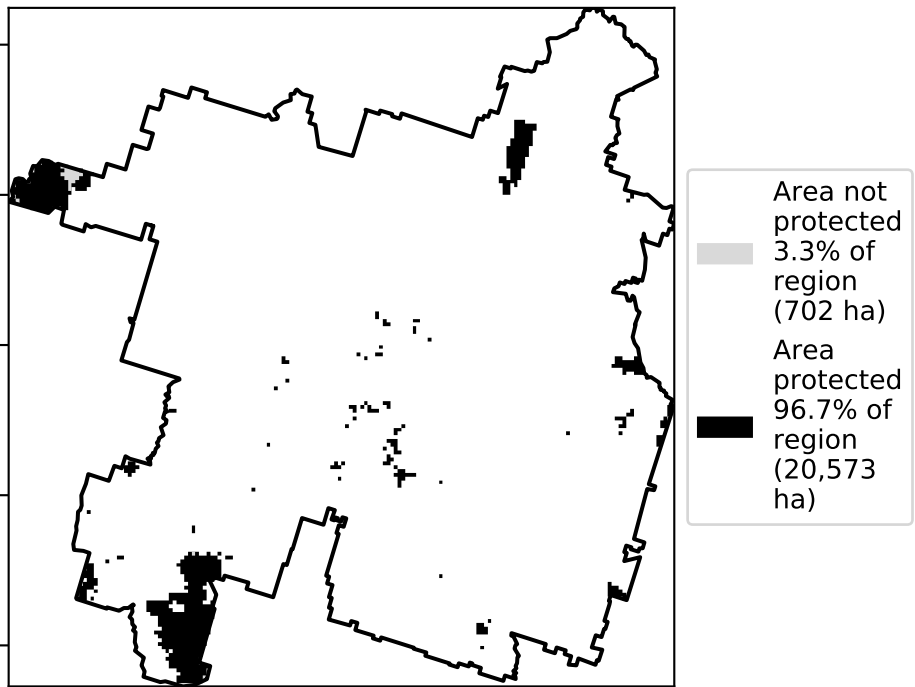 Area not
protected
3.3% of
region
(702 ha)
Area
protected
96.7% of
region
(20,573
ha)